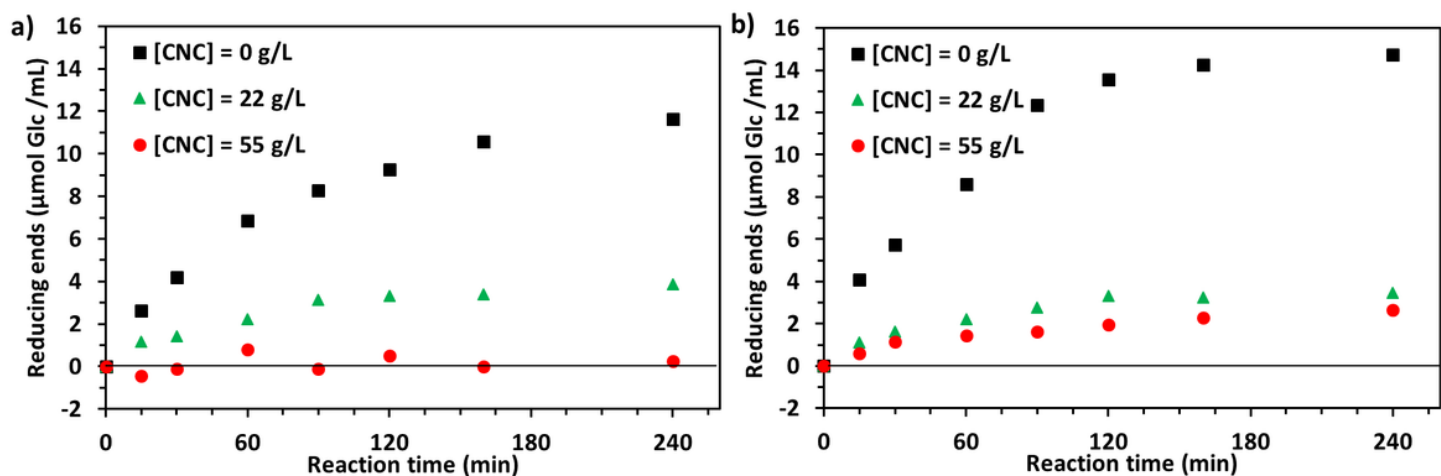 a)
Reducing ends (µmol Glc /mL)
16
14
12
10
8
6
4
2
0
-2
[CNC] = 0 g/L
[CNC] = 22 g/L
[CNC] = 55 g/L
0 60 120 180 240
Reaction time (min)
b)
Reducing ends (µmol Glc /mL)
16
14
12
10
8
6
4
2
0
-2
[CNC] = 0 g/L
[CNC] = 22 g/L
[CNC] = 55 g/L
0 60 120 180 240
Reaction time (min)